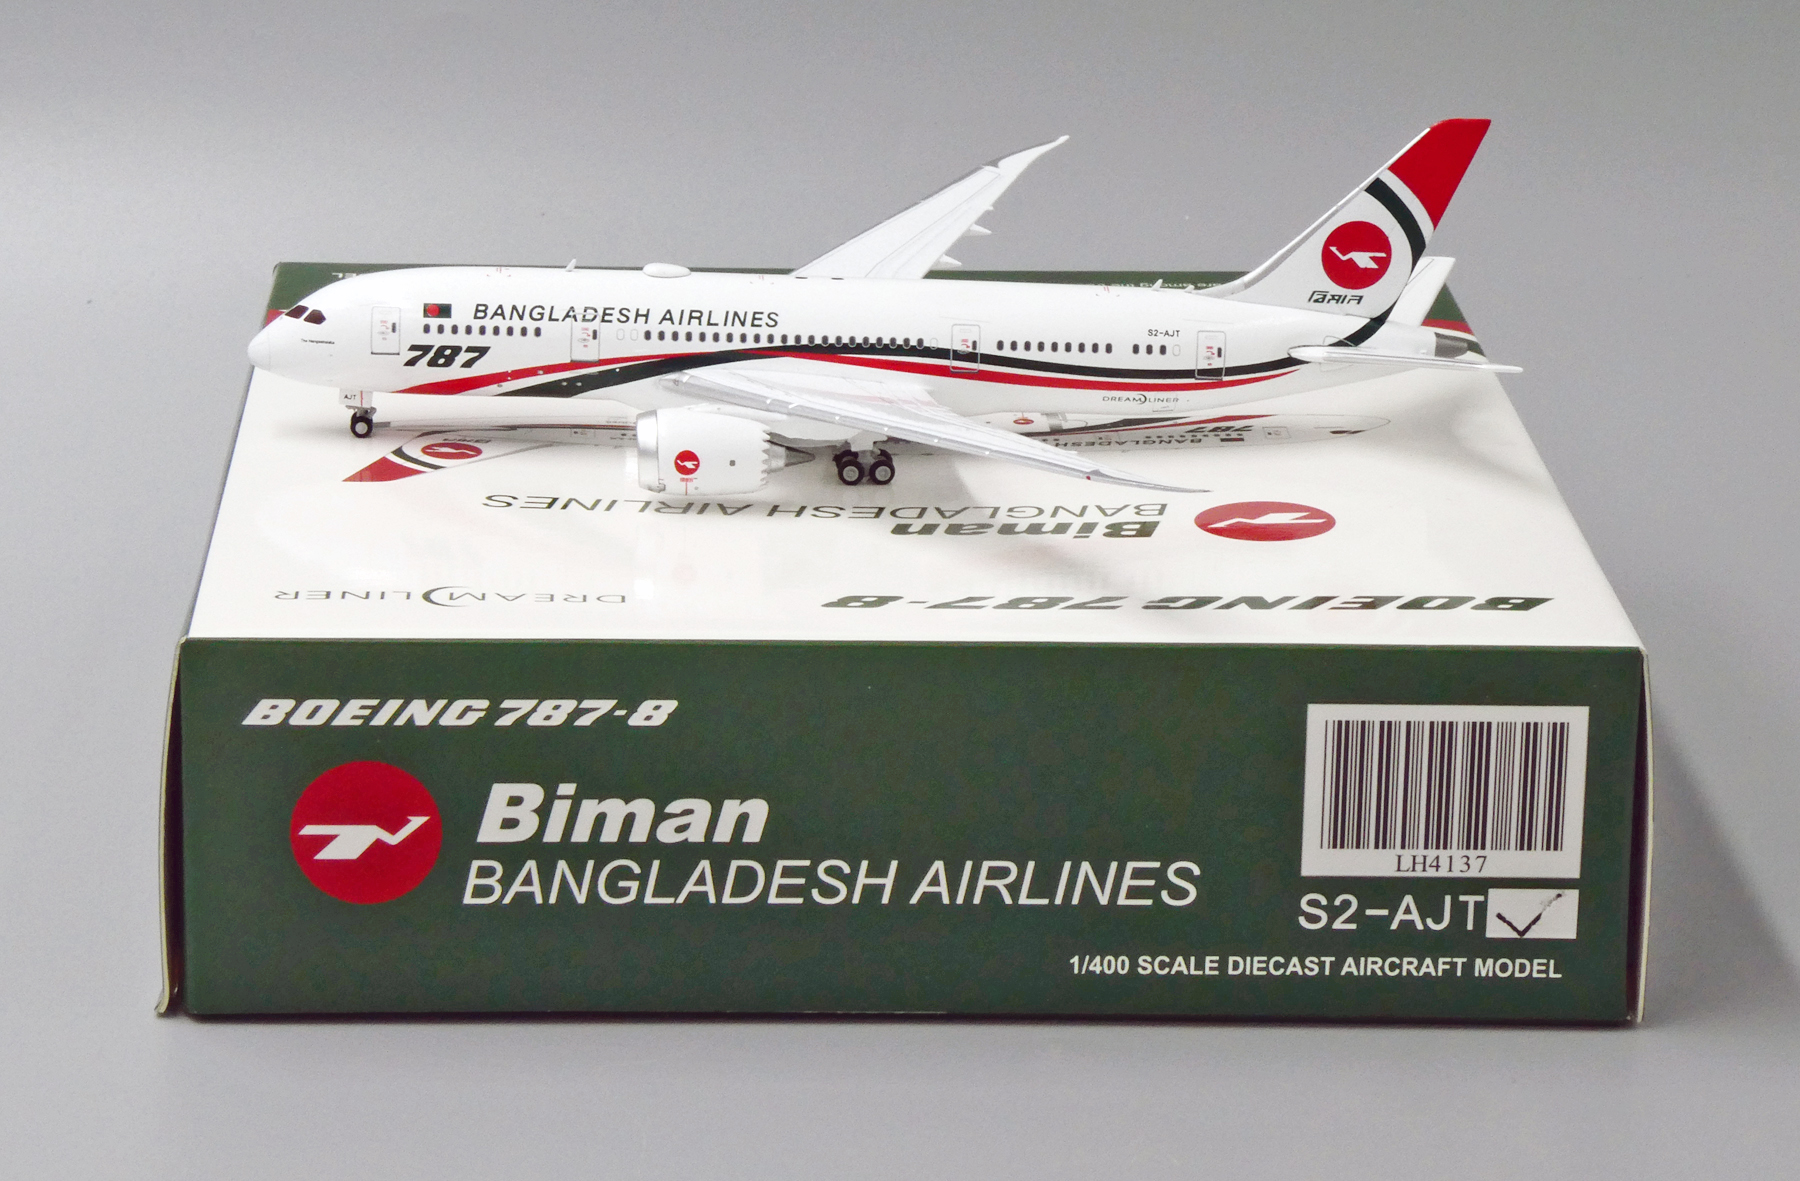 BANGLADESH AIRLINES
787
S2-AJT
DREAMLINER
বিমান
AJT
Biman
BANGLADESH AIRLINES
DREAMLINER
BOEING 787-8
BOEING 787-8
Biman
BANGLADESH AIRLINES
LH4137
S2-AJT
1/400 SCALE DIECAST AIRCRAFT MODEL